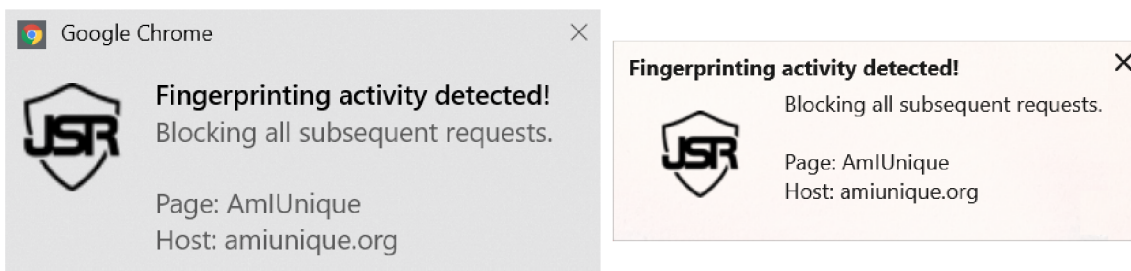 Google Chrome
JSR
Fingerprinting activity detected!
Blocking all subsequent requests.
Page: AmIUnique
Host: amiunique.org
Fingerprinting activity detected!
JSR
Blocking all subsequent requests.
Page: AmIUnique
Host: amiunique.org